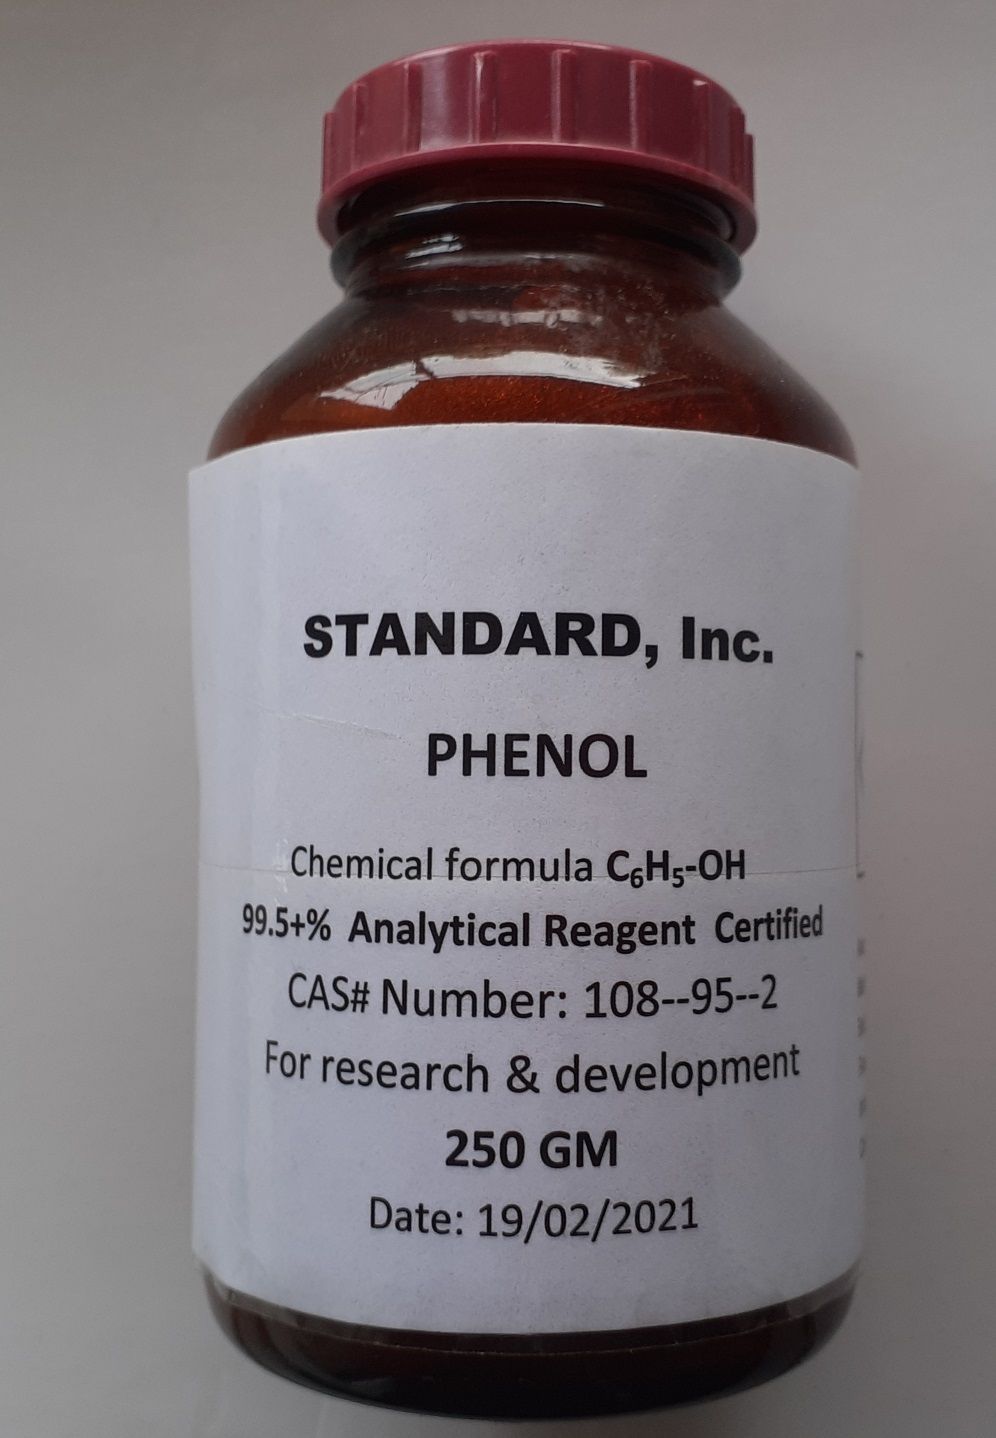 STANDARD, Inc.
PHENOL
Chemical formula C₆H₅-OH
99.5+% Analytical Reagent Certified
CAS# Number: 108--95--2
For research & development
250 GM
Date: 19/02/2021